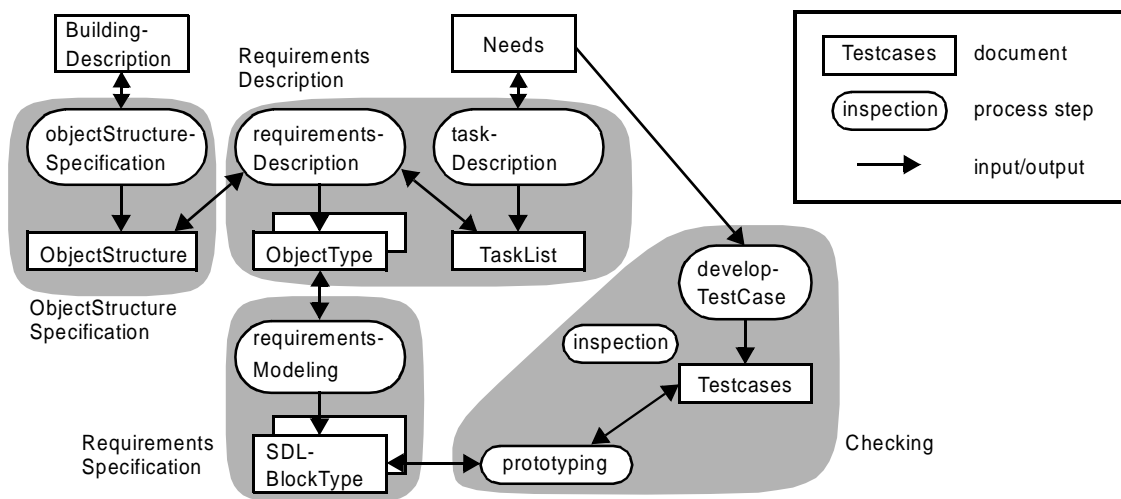 Building-
Description
Requirements
Description
Needs
Testcases
document
inspection
process step
input/output
objectStructure-
Specification
requirements-
Description
task-
Description
ObjectStructure
ObjectType
TaskList
ObjectStructure
Specification
develop-
TestCase
requirements-
Modeling
inspection
Testcases
Requirements
Specification
SDL-
BlockType
prototyping
Checking